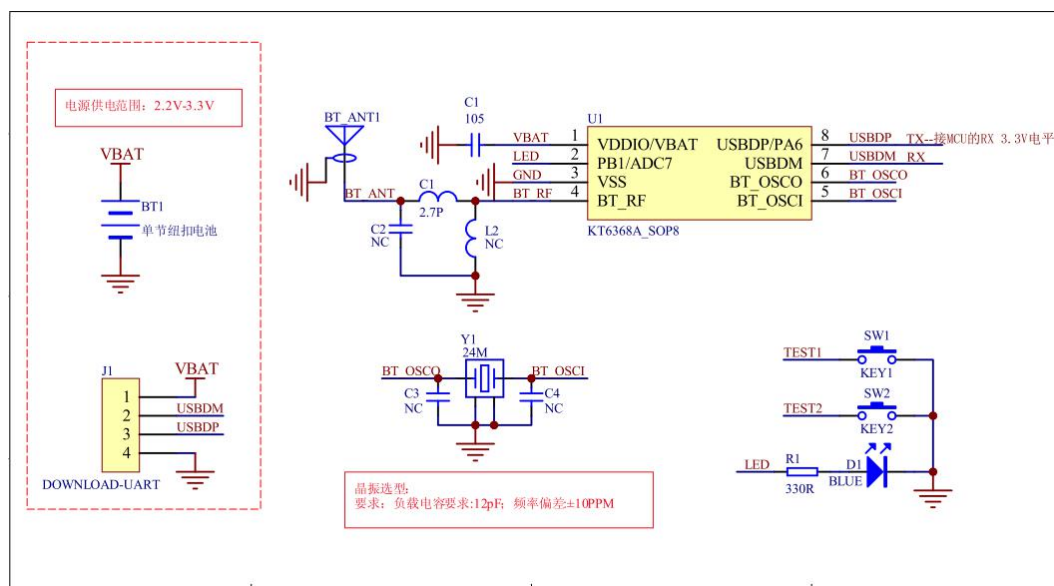 电源供电范围：2.2V-3.3V
VBAT
BT1
单节纽扣电池
J1
VBAT
1
2
USBDM
3
USBDP
4
DOWNLOAD-UART
BT_ANT1
BT_ANT
C1
2.7P
C2
NC
L2
NC
C1
105
VBAT
LED
GND
BT_RF
U1
1
VDDIO/VBAT
2
PB1/ADC7
3
VSS
4
BT_RF
USBDP/PA6
8
USBDP
TX--接MCU的RX 3.3V电平
USBDM
7
USBDM
RX
BT_OSCO
6
BT_OSCO
BT_OSCI
5
BT_OSCI
KT6368A_SOP8
Y1
24M
BT_OSCO
BT_OSCI
C3
NC
C4
NC
晶振选型:
要求：负载电容要求:12pF；频率偏差±10PPM
SW1
TEST1
KEY1
SW2
TEST2
KEY2
LED
R1
330R
D1
BLUE